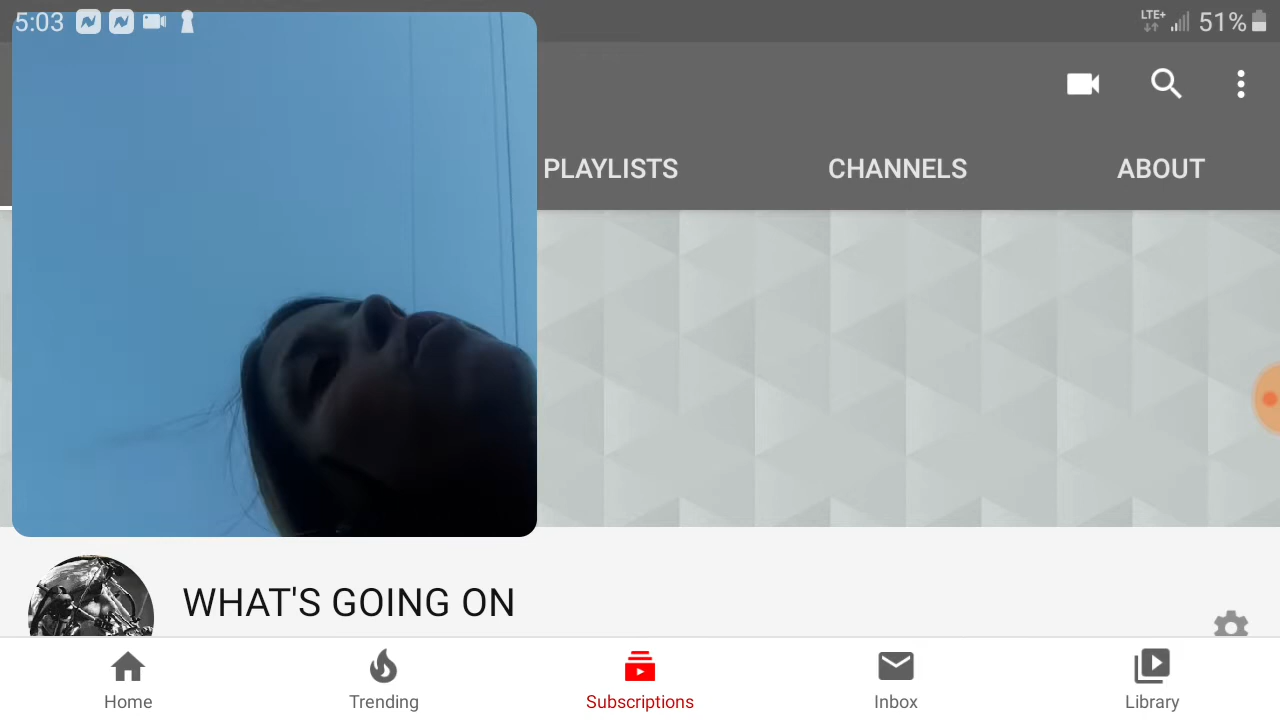 5:03
LTE+
51%
PLAYLISTS
CHANNELS
ABOUT
WHAT'S GOING ON
Home
Trending
Subscriptions
Inbox
Library